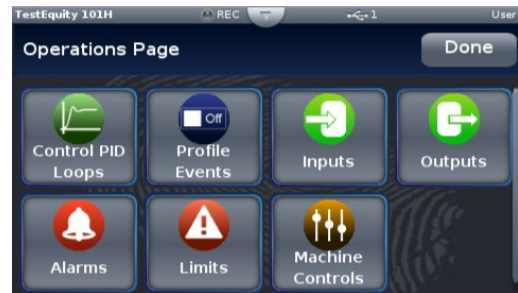 TestEquity 101H REC 1 User
Operations Page Done
Off
Control PID
Loops
Profile
Events
Inputs
Outputs
Alarms
Limits
Machine
Controls